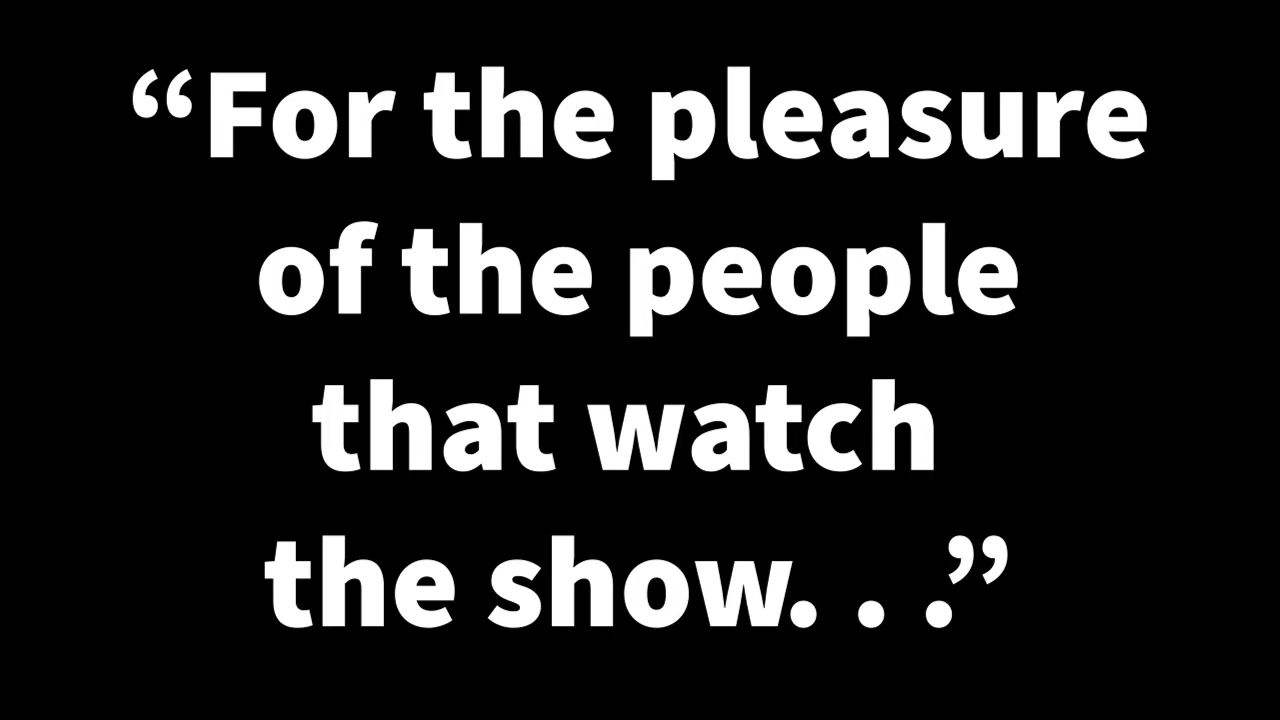 “For the pleasure
of the people
that watch
the show. . .”